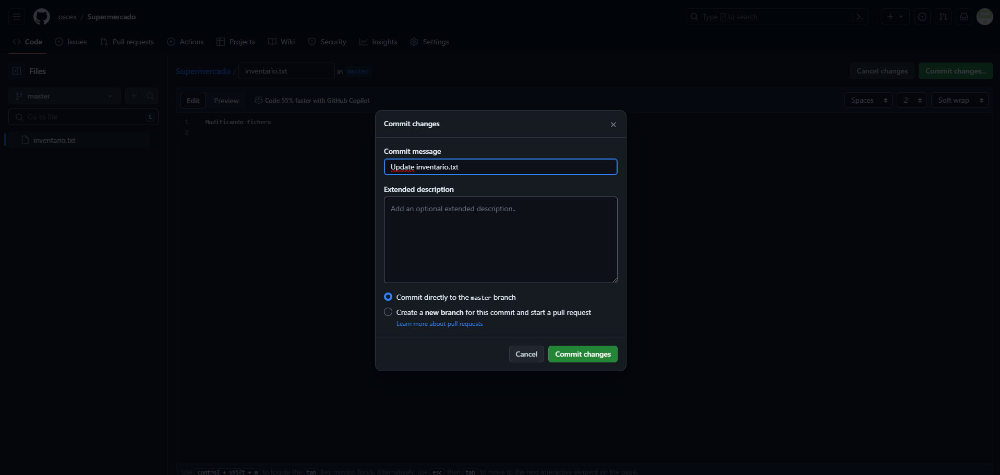 oscex / Supermercado
Type / to search
Code Issues Pull requests Actions Projects Wiki Security Insights Settings
Files
Supermercado / inventario.txt in master
Cancel changes Commit changes...
master
Edit Preview Code 55% faster with GitHub Copilot
Spaces 2 Soft wrap
Go to file t
1 Modificando fichero
2
inventario.txt
Commit changes
Commit message
Update inventario.txt
Extended description
Add an optional extended description..
Commit directly to the master branch
Create a new branch for this commit and start a pull request
Learn more about pull requests
Cancel Commit changes
Use Control + Shift + m to toggle the tab key moving focus. Alternatively, use esc then tab to move to the next interactive element on the page.